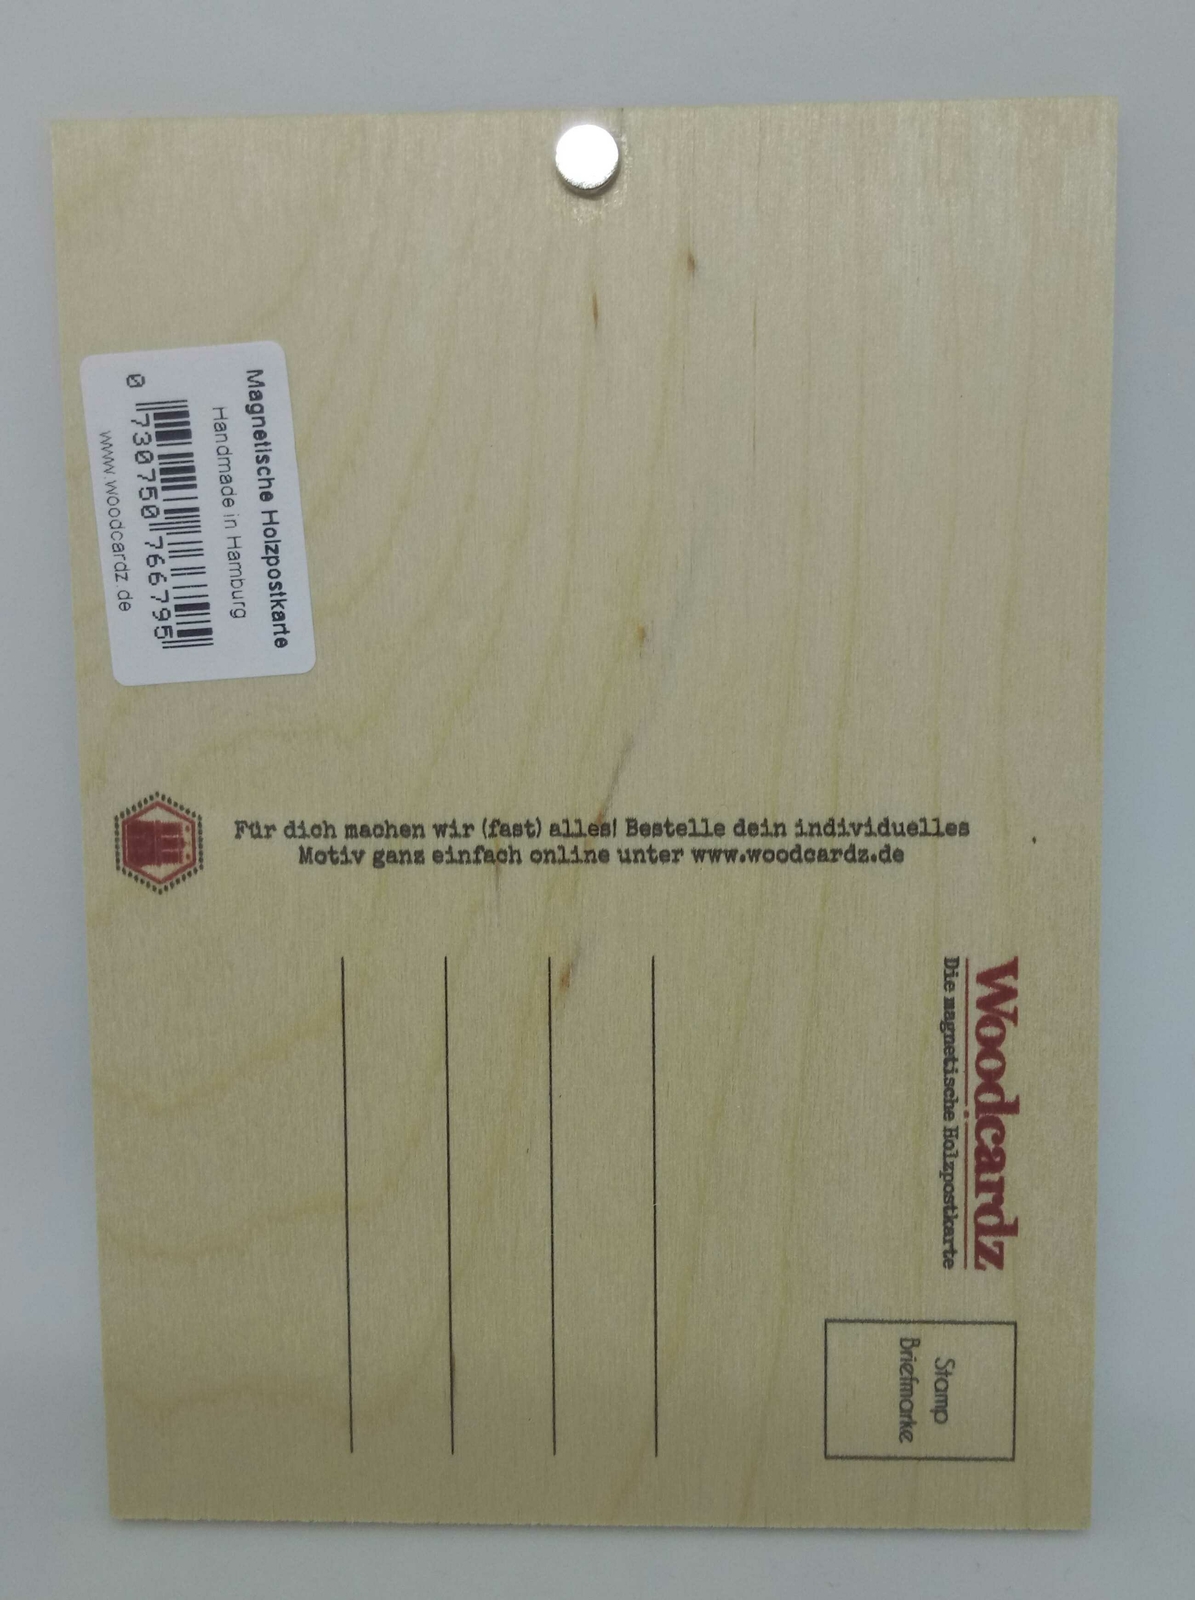 Magnetische Holzpostkarte
Handmade in Hamburg
0 730750 766795
www.woodcardz.de
Für dich machen wir (fast) alles! Bestelle dein individuelles
Motiv ganz einfach online unter www.woodcardz.de
Woodcardz
Die magnetische Holzpostkarte
Stamp
Briefmarke